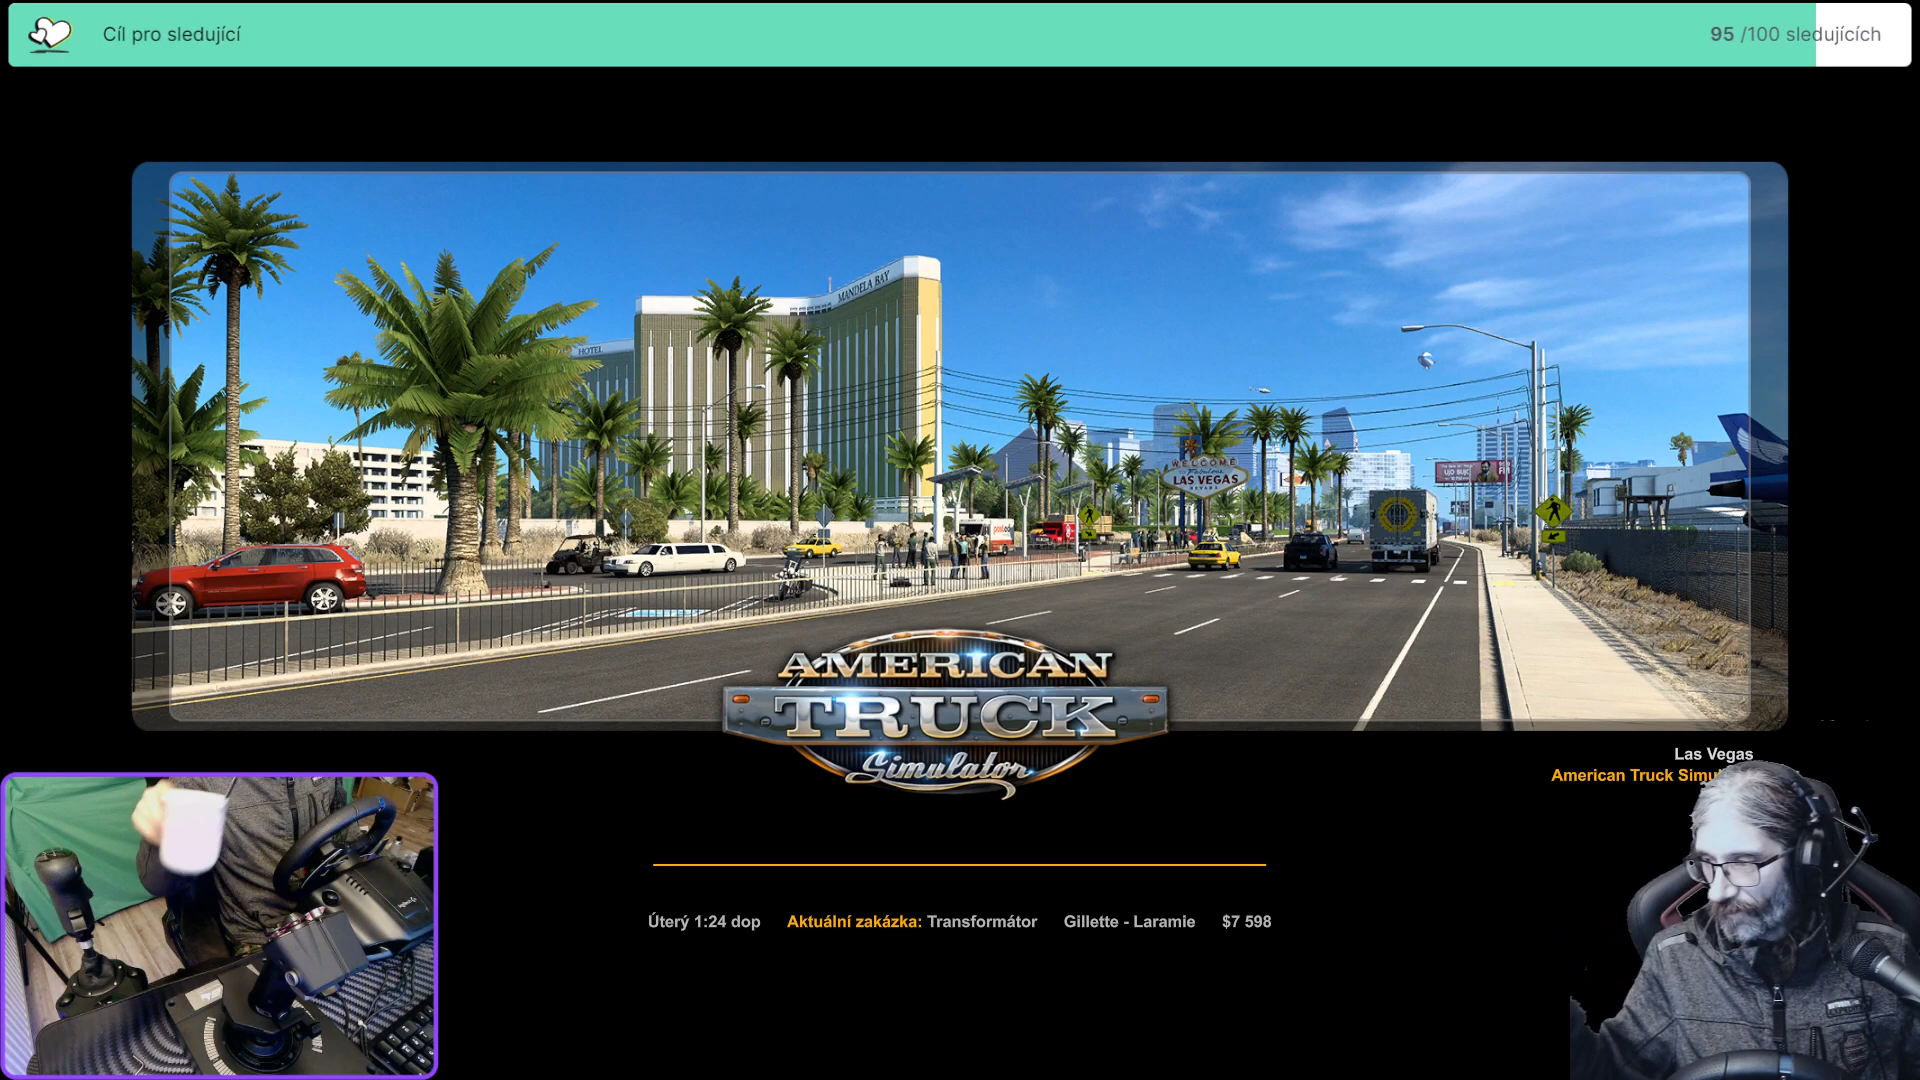 Cíl pro sledující
95 /100 sledujících
MANDELA BAY
HOTEL
WELCOME
Fabulous
LAS VEGAS
NEVADA
AMERICAN
TRUCK
Simulator
Las Vegas
American Truck Simu
Úterý 1:24 dop Aktuální zakázka: Transformátor Gillette - Laramie $7 598